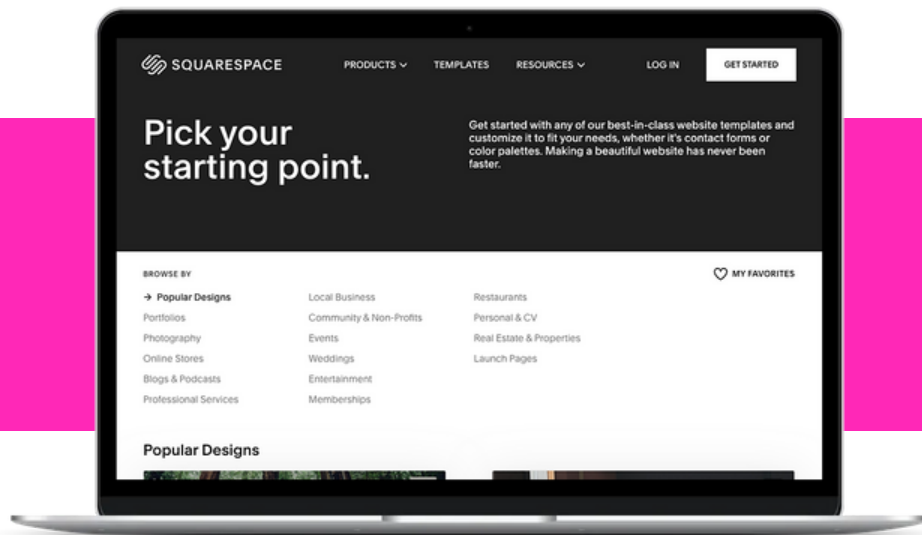 SQUARESPACE
PRODUCTS
TEMPLATES
RESOURCES
LOG IN
GET STARTED
Pick your
starting point.
Get started with any of our best-in-class website templates and
customize it to fit your needs, whether it's contact forms or
color palettes. Making a beautiful website has never been
faster.
BROWSE BY
MY FAVORITES
→ Popular Designs
Portfolios
Photography
Online Stores
Blogs & Podcasts
Professional Services
Local Business
Community & Non-Profits
Events
Weddings
Entertainment
Memberships
Restaurants
Personal & CV
Real Estate & Properties
Launch Pages
Popular Designs